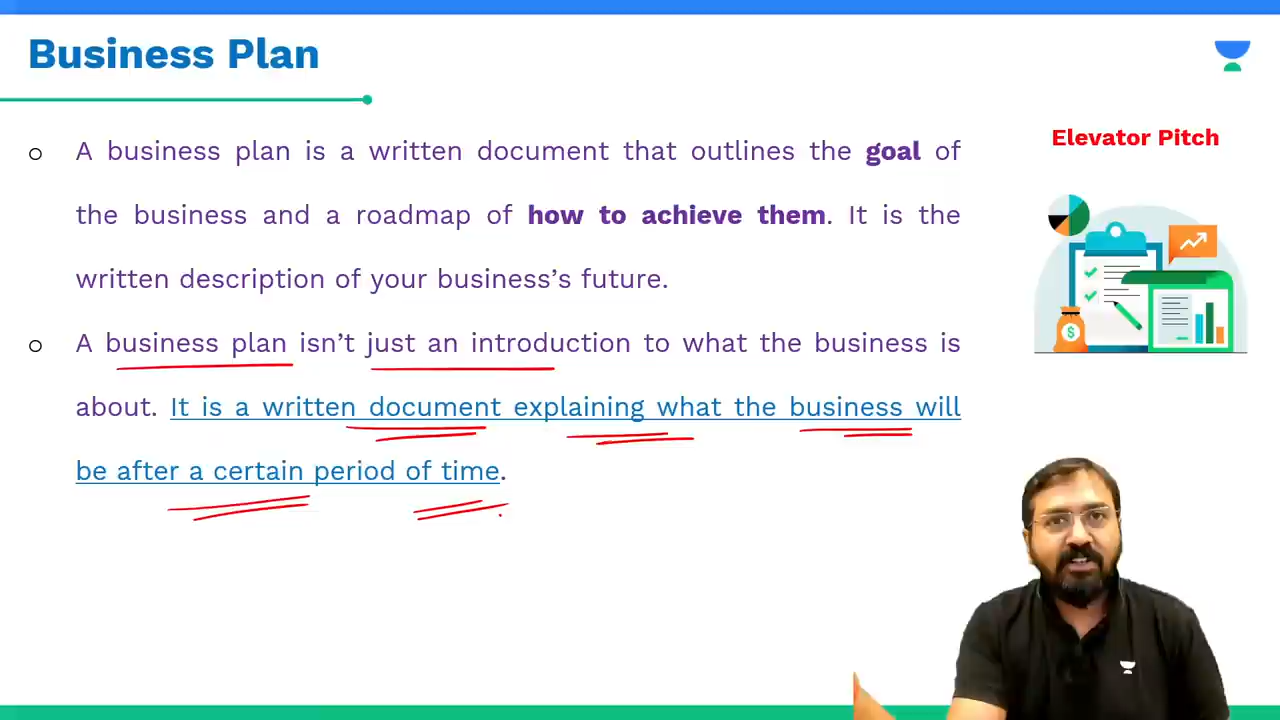 Business Plan
Elevator Pitch
o A business plan is a written document that outlines the goal of
the business and a roadmap of how to achieve them. It is the
written description of your business’s future.
o A business plan isn’t just an introduction to what the business is
about. It is a written document explaining what the business will
be after a certain period of time.
$